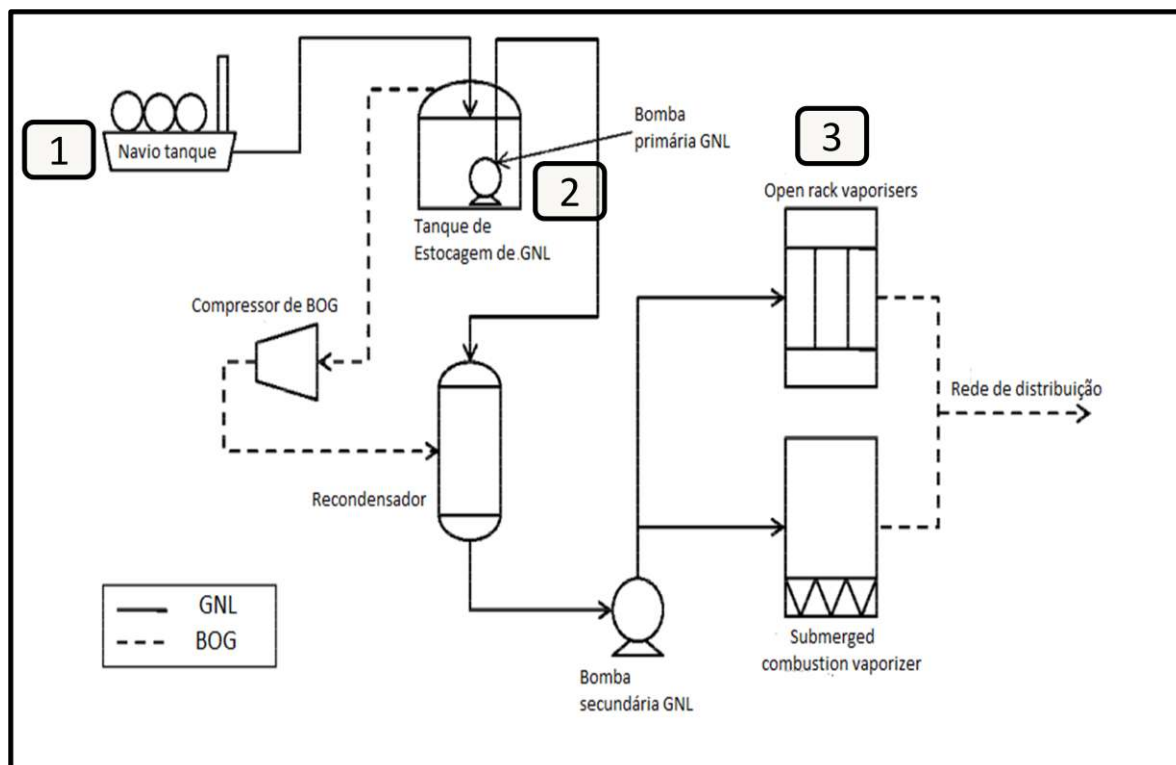 1
Navio tanque
Bomba
primária GNL
2
Tanque de
Estocagem de GNL
3
Open rack vaporisers
Compressor de BOG
Rede de distribuição
Recondensador
GNL
BOG
Bomba
secundária GNL
Submerged
combustion vaporizer